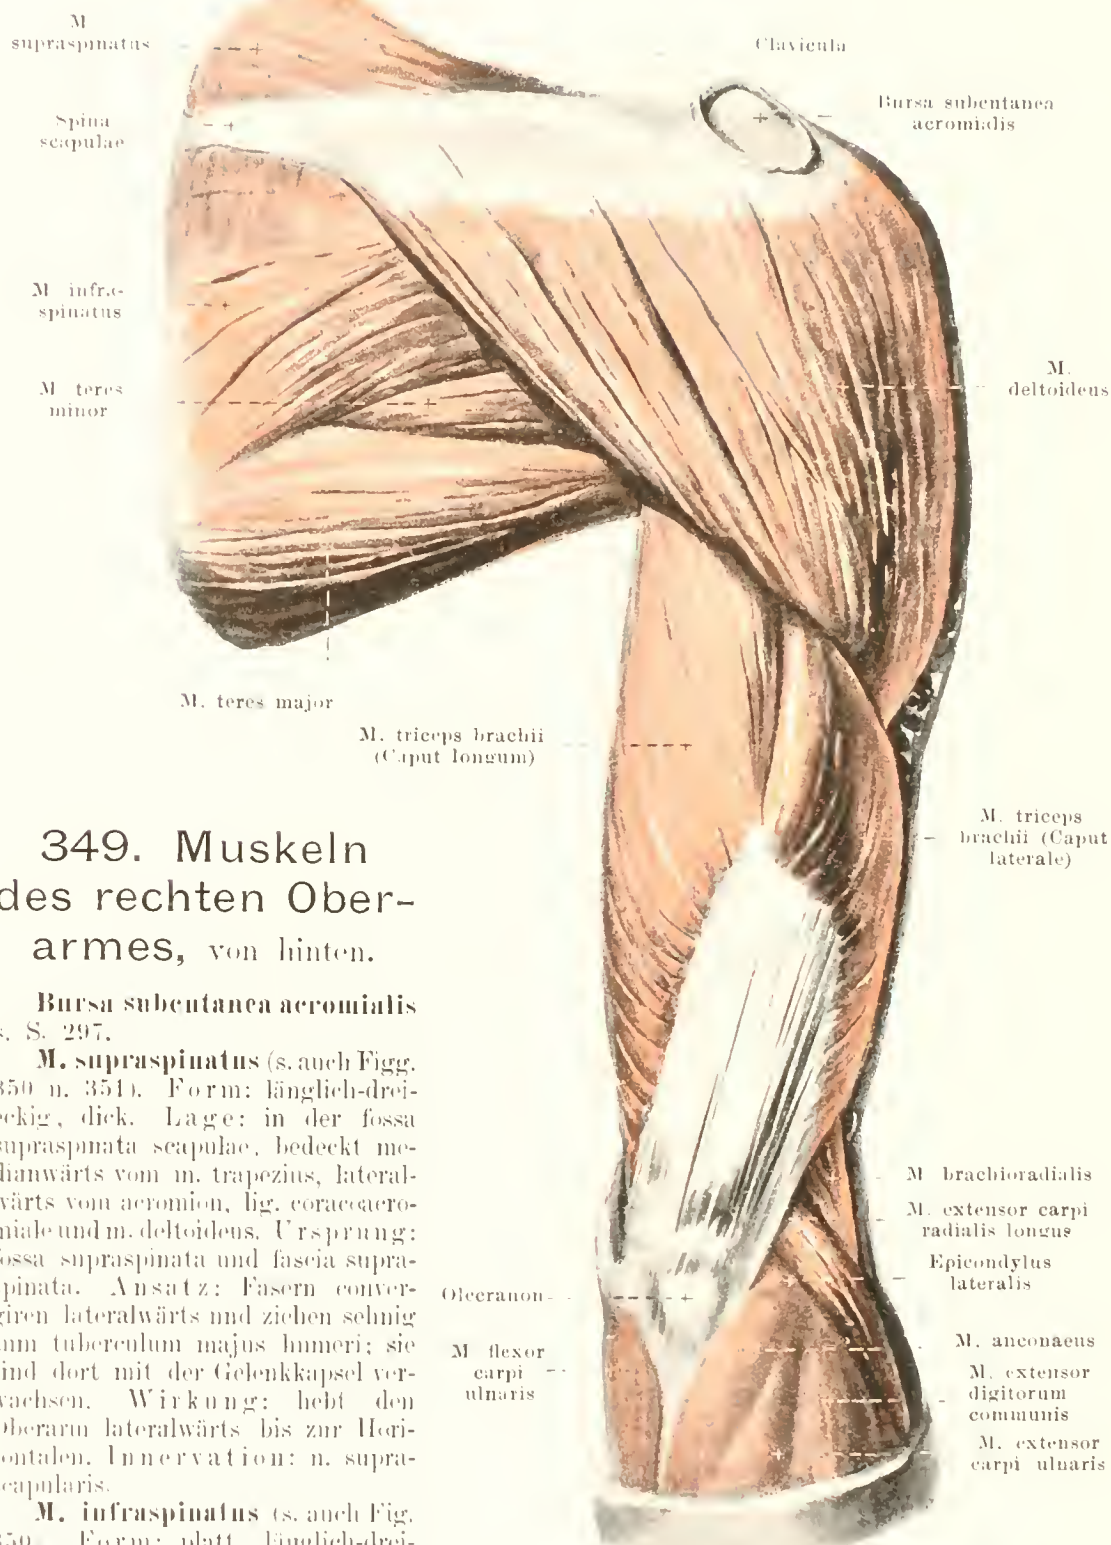 M
supraspinatus
Clavicula
Bursa subcutanea
acromialis
Spina
scapulae
M infra-
spinatus
M.
deltoideus
M teres
minor
M. teres major
M. triceps brachii
(Caput longum)
M. triceps
brachii (Caput
laterale)
349. Muskeln
des rechten Ober-
armes, von hinten.
Bursa subcutanea acromialis
s. S. 297.
M. supraspinatus (s. auch Figg.
350 u. 351). Form: länglich-drei-
eckig, dick. Lage: in der fossa
supraspinata scapulae, bedeckt me-
dianwärts vom m. trapezius, lateral-
wärts vom acromion, lig. coracoacro-
miale und m. deltoideus. Ursprung:
fossa supraspinata und fascia supra-
spinata. Ansatz: Fasern conver-
giren lateralwärts und ziehen sehnig
zum tuberculum majus humeri; sie
sind dort mit der Gelenkkapsel ver-
wachsen. Wirkung: hebt den
Oberarm lateralwärts bis zur Hori-
zontalen. Innervation: n. supra-
scapularis.
M. infraspinatus (s. auch Fig.
350). Form: platt, länglich-drei-
M brachioradialis
M. extensor carpi
radialis longus
Epicondylus
lateralis
Olecranon
M flexor
carpi
ulnaris
M. anconaeus
M. extensor
digitorum
communis
M. extensor
carpi ulnaris